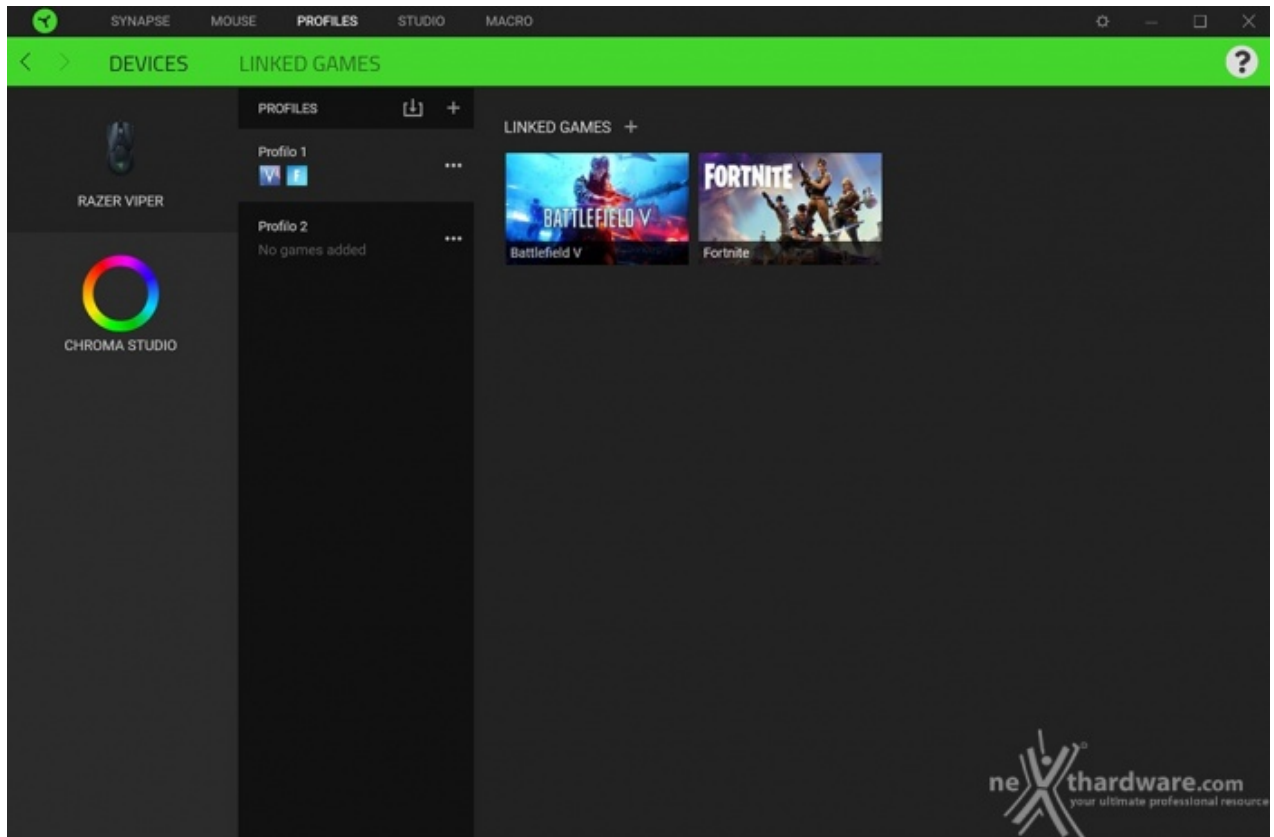 SYNAPSE MOUSE PROFILES STUDIO MACRO
DEVICES LINKED GAMES ?
RAZER VIPER
CHROMA STUDIO
PROFILES
Profilo 1
V F
Profilo 2
No games added
LINKED GAMES +
BATTLEFIELD V
Battlefield V
FORTNITE
Fortnite
nexthardware.com
your ultimate professional resource